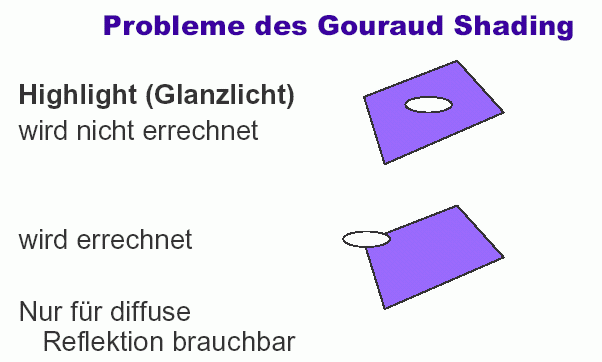 Probleme des Gouraud Shading
Highlight (Glanzlicht)
wird nicht errechnet
wird errechnet
Nur für diffuse
Reflektion brauchbar